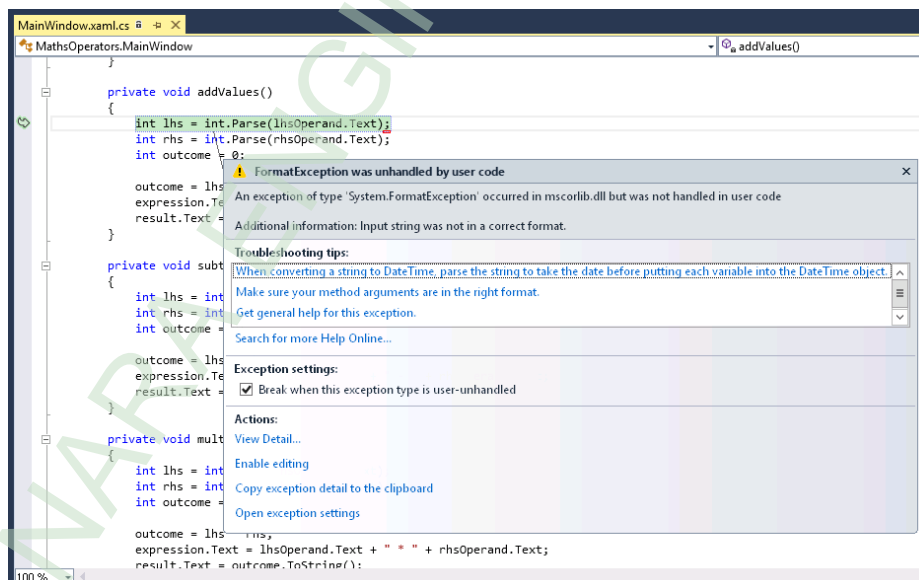 MainWindow.xaml.cs
MathsOperators.MainWindow addValues()
}
private void addValues()
{
int lhs = int.Parse(lhsOperand.Text);
int rhs = int.Parse(rhsOperand.Text);
int outcome = 0;
FormatException was unhandled by user code
outcome = lhs
An exception of type 'System.FormatException' occurred in mscorlib.dll but was not handled in user code
expression.Te
result.Text =
Additional information: Input string was not in a correct format.
}
Troubleshooting tips:
private void subt
When converting a string to DateTime, parse the string to take the date before putting each variable into the DateTime object.
{
int lhs = int
Make sure your method arguments are in the right format.
int rhs = int
Get general help for this exception.
int outcome =
Search for more Help Online...
outcome = lhs
Exception settings:
expression.Te
Break when this exception type is user-unhandled
result.Text =
}
Actions:
private void mult
View Detail...
{
Enable editing
int lhs = int
int rhs = int
Copy exception detail to the clipboard
int outcome =
Open exception settings
outcome = lhs * rhs;
expression.Text = lhsOperand.Text + " * " + rhsOperand.Text;
result.Text = outcome.ToString();
100 %
NARA ENGI